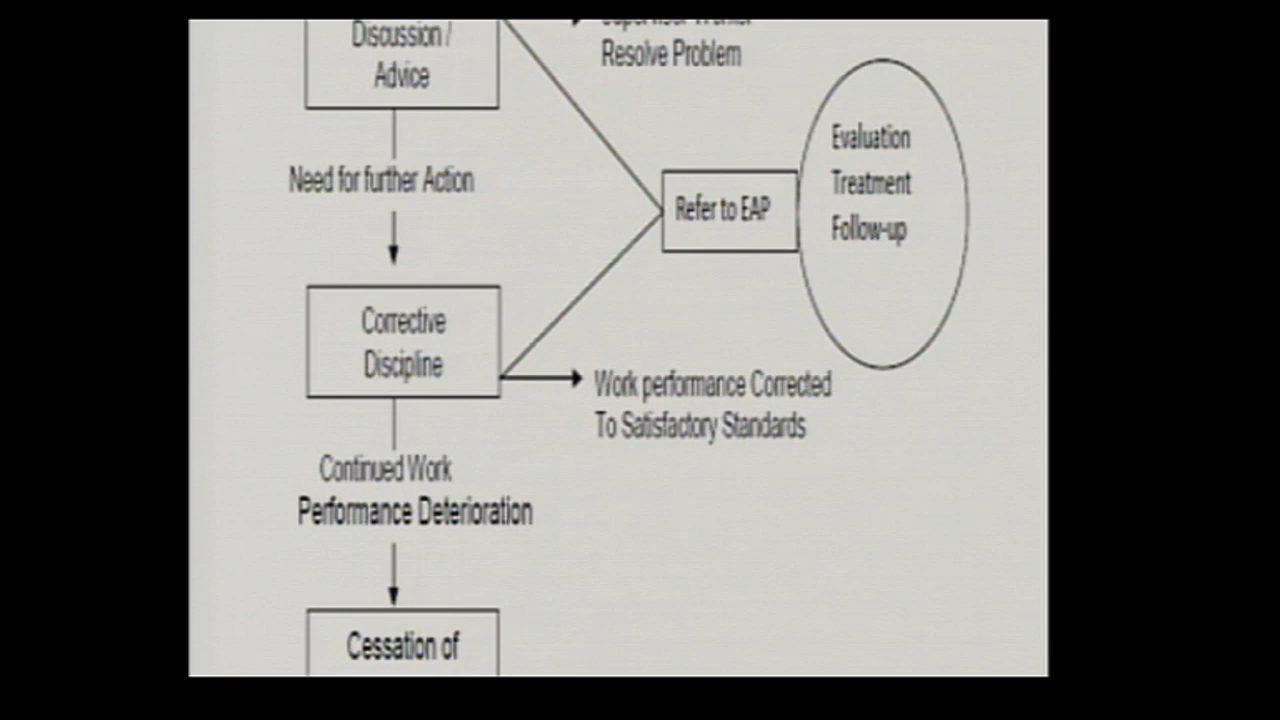 Discussion /
Advice
Resolve Problem
Need for further Action
Refer to EAP
Evaluation
Treatment
Follow-up
Corrective
Discipline
Work performance Corrected
To Satisfactory Standards
Continued Work
Performance Deterioration
Cessation of